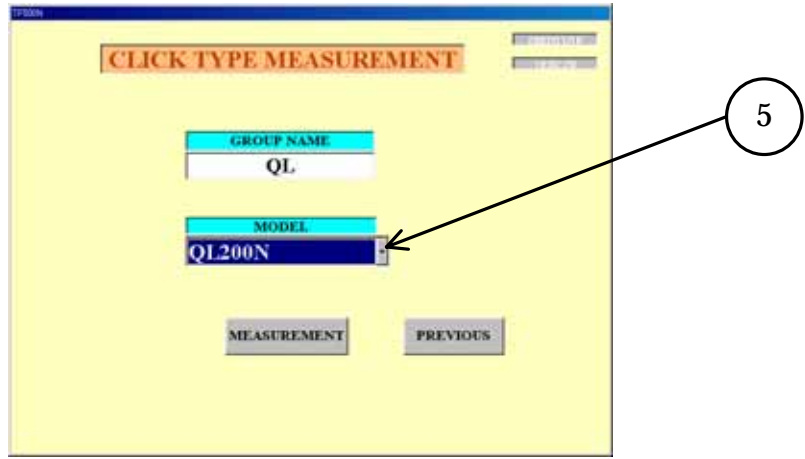 CLICK TYPE MEASUREMENT
5
GROUP NAME
QL
MODEL
QL200N
MEASUREMENT
PREVIOUS